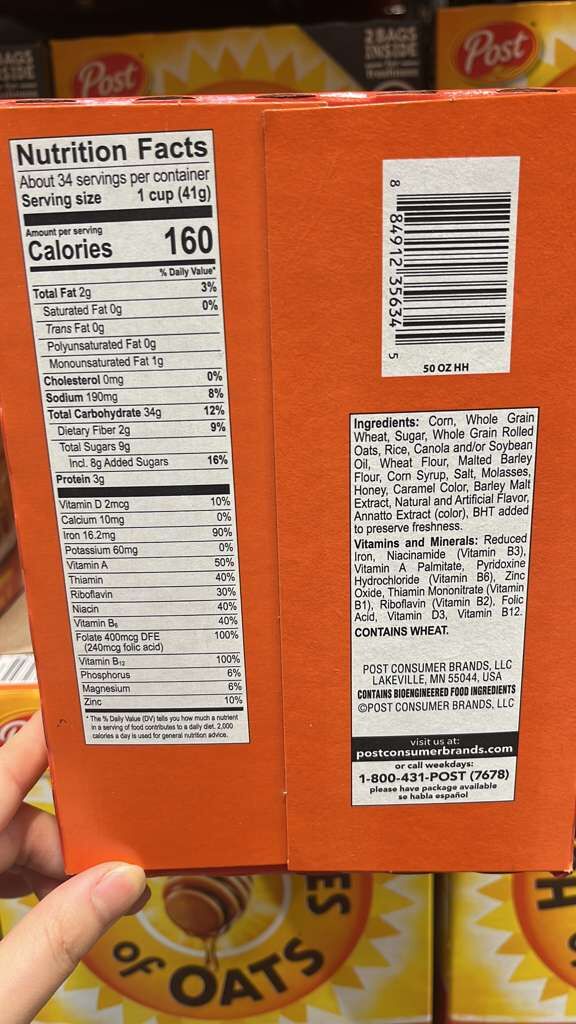 2 BAGS
INSIDE
Post
Post
Nutrition Facts
About 34 servings per container
Serving size 1 cup (41g)
Amount per serving
Calories 160
% Daily Value*
Total Fat 2g 3%
Saturated Fat 0g 0%
Trans Fat 0g
Polyunsaturated Fat 0g
Monounsaturated Fat 1g
Cholesterol 0mg 0%
Sodium 190mg 8%
Total Carbohydrate 34g 12%
Dietary Fiber 2g 9%
Total Sugars 9g
Incl. 8g Added Sugars 16%
Protein 3g
Vitamin D 2mcg 10%
Calcium 10mg 0%
Iron 16.2mg 90%
Potassium 60mg 0%
Vitamin A 50%
Thiamin 40%
Riboflavin 30%
Niacin 40%
Vitamin B6 40%
Folate 400mcg DFE 100%
(240mcg folic acid)
Vitamin B12 100%
Phosphorus 6%
Magnesium 6%
Zinc 10%
* The % Daily Value (DV) tells you how much a nutrient
in a serving of food contributes to a daily diet. 2,000
calories a day is used for general nutrition advice.
8 84912 35634 5
50 OZ HH
Ingredients: Corn, Whole Grain
Wheat, Sugar, Whole Grain Rolled
Oats, Rice, Canola and/or Soybean
Oil, Wheat Flour, Malted Barley
Flour, Corn Syrup, Salt, Molasses,
Honey, Caramel Color, Barley Malt
Extract, Natural and Artificial Flavor,
Annatto Extract (color), BHT added
to preserve freshness.
Vitamins and Minerals: Reduced
Iron, Niacinamide (Vitamin B3),
Vitamin A Palmitate, Pyridoxine
Hydrochloride (Vitamin B6), Zinc
Oxide, Thiamin Mononitrate (Vitamin
B1), Riboflavin (Vitamin B2), Folic
Acid, Vitamin D3, Vitamin B12.
CONTAINS WHEAT.
POST CONSUMER BRANDS, LLC
LAKEVILLE, MN 55044, USA
CONTAINS BIOENGINEERED FOOD INGREDIENTS
©POST CONSUMER BRANDS, LLC
visit us at:
postconsumerbrands.com
or call weekdays:
1-800-431-POST (7678)
please have package available
se habla español
OF OATS